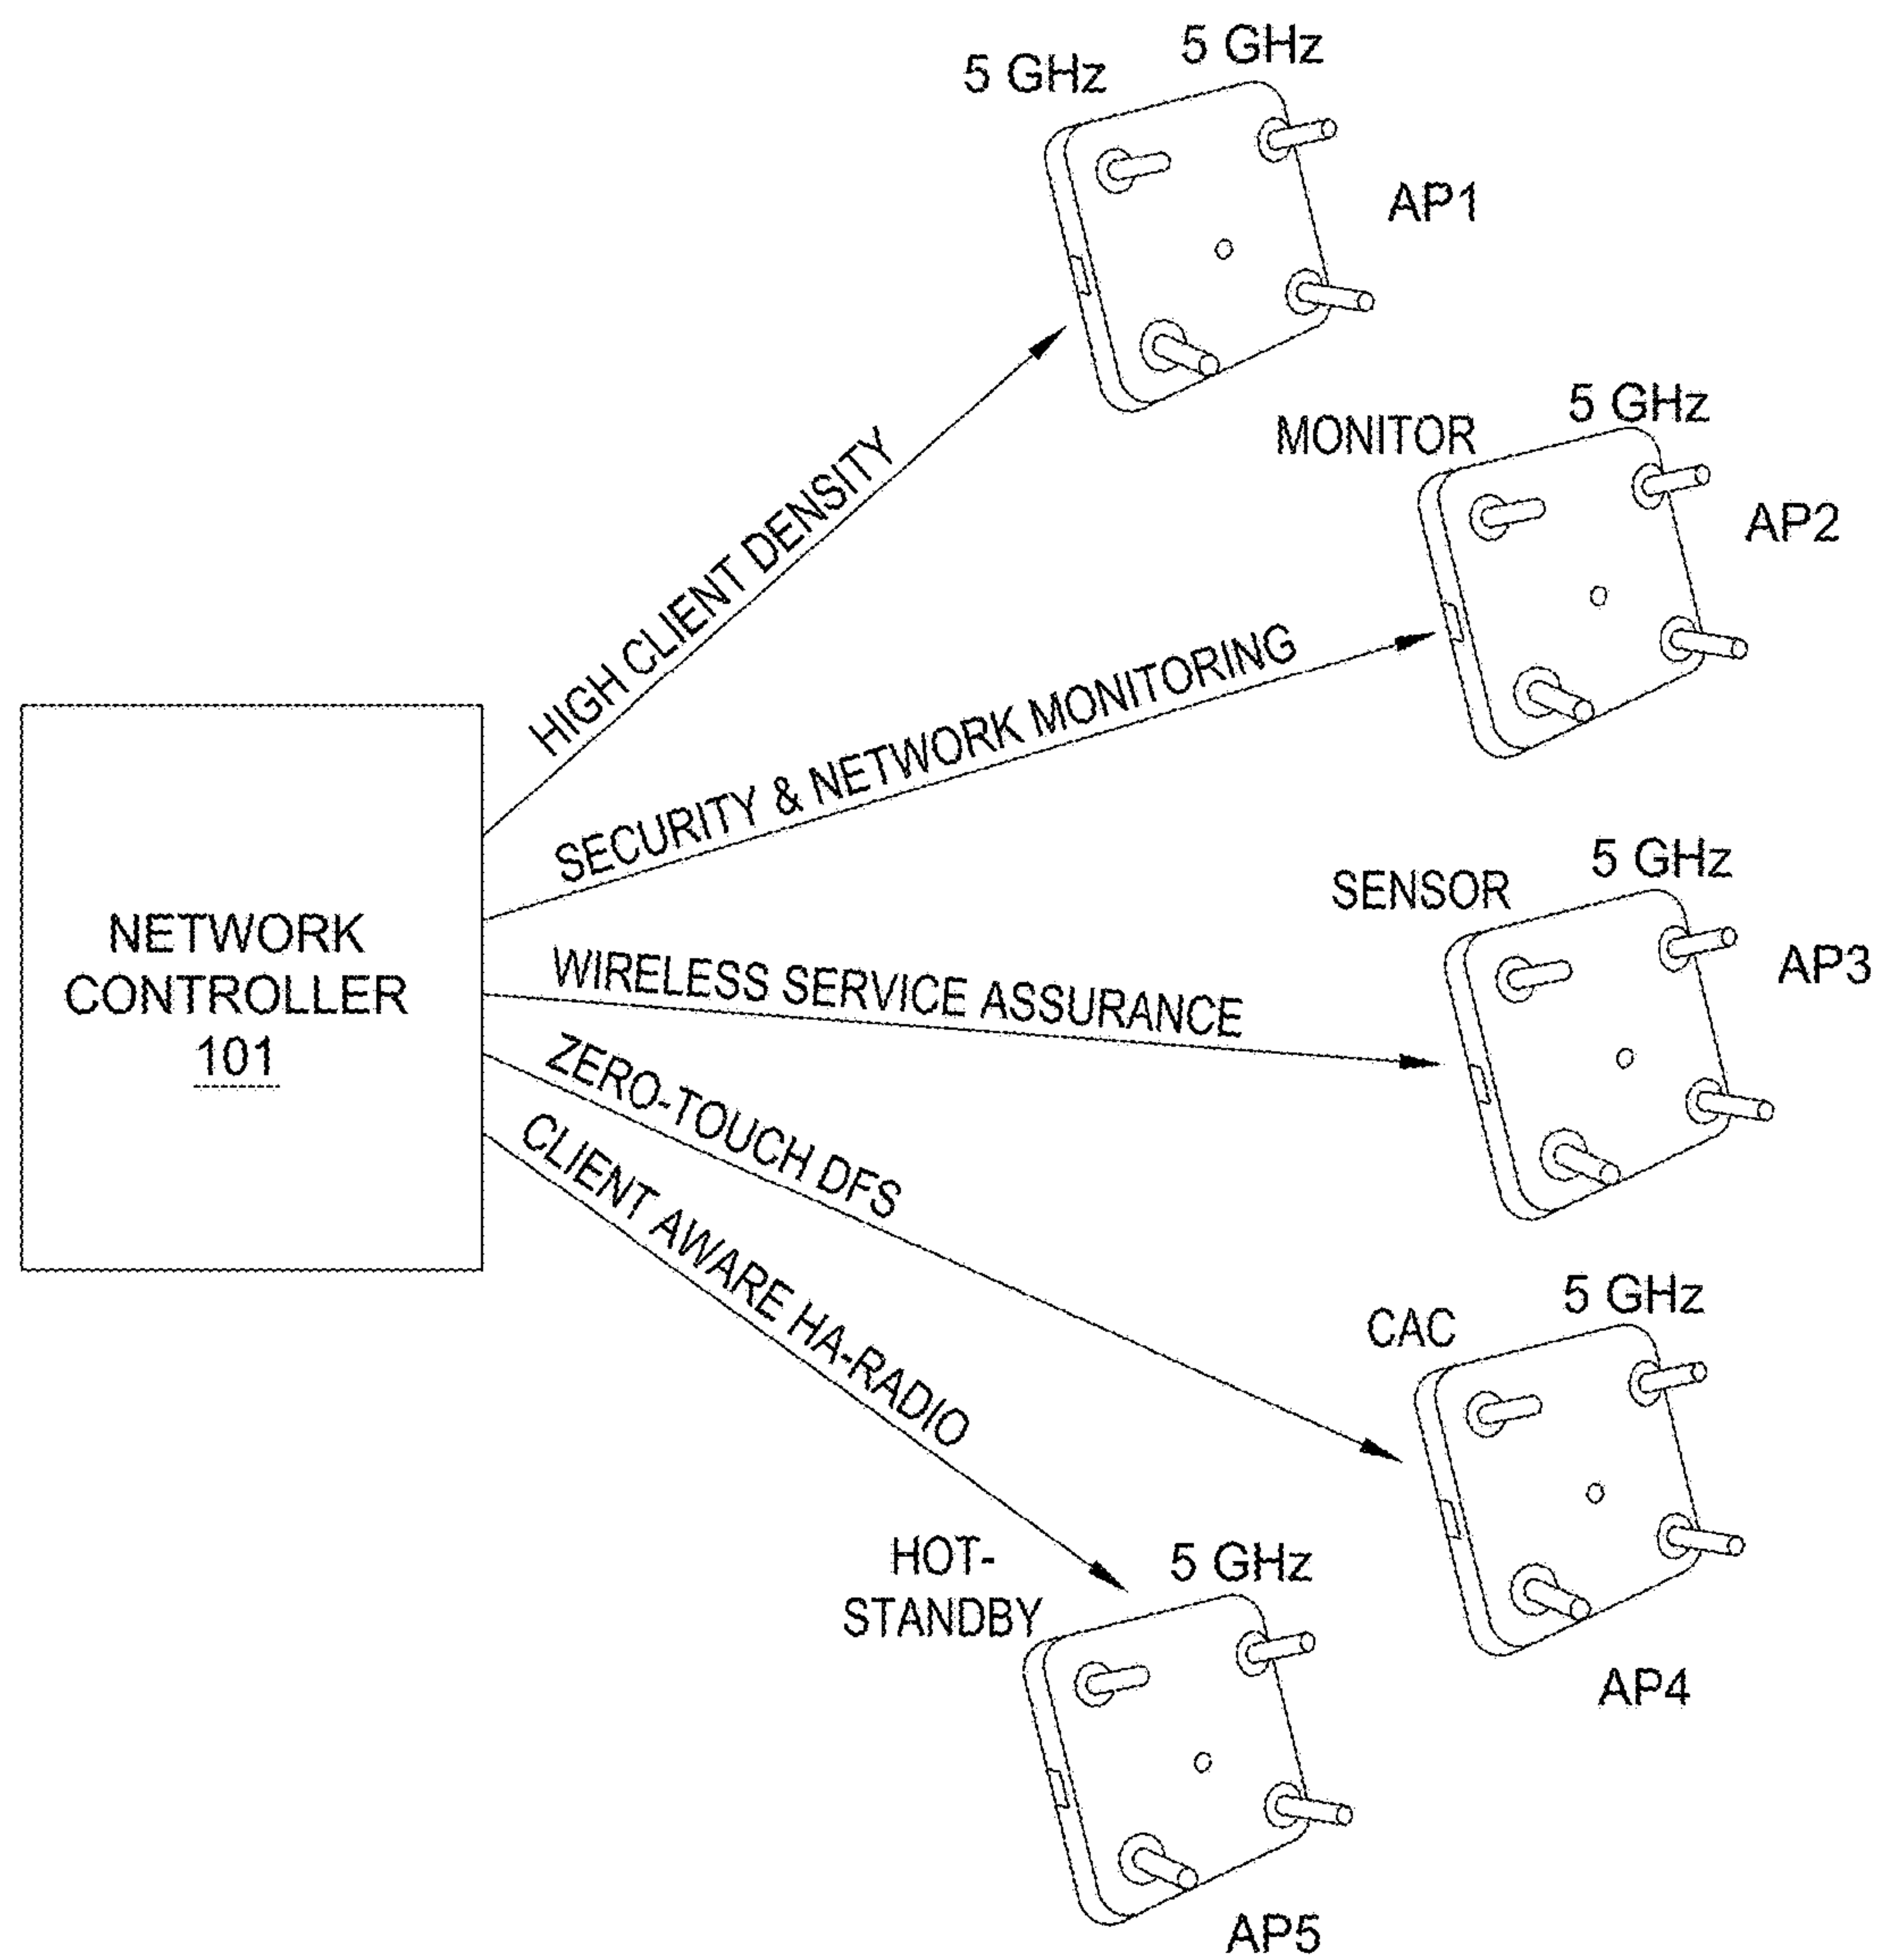 5 GHz
5 GHz
AP1
HIGH CLIENT DENSITY
MONITOR
5 GHz
AP2
SECURITY & NETWORK MONITORING
NETWORK
CONTROLLER
101
WIRELESS SERVICE ASSURANCE
SENSOR
5 GHz
AP3
ZERO-TOUCH DFS
CAC
5 GHz
AP4
CLIENT AWARE HA-RADIO
HOT-
STANDBY
5 GHz
AP5